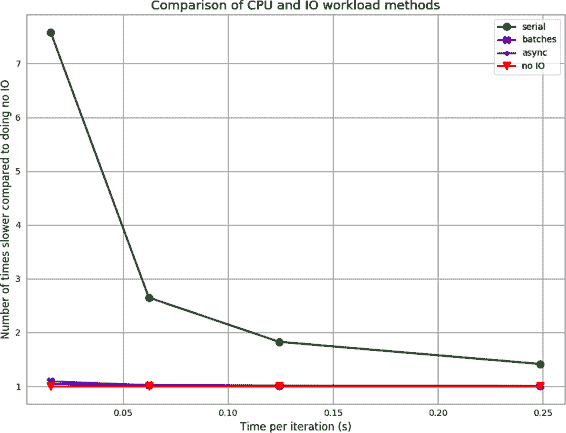 Comparison of CPU and IO workload methods
serial
batches
async
no IO
Number of times slower compared to doing no IO
7
6
5
4
3
2
1
0.05
0.10
0.15
0.20
0.25
Time per iteration (s)